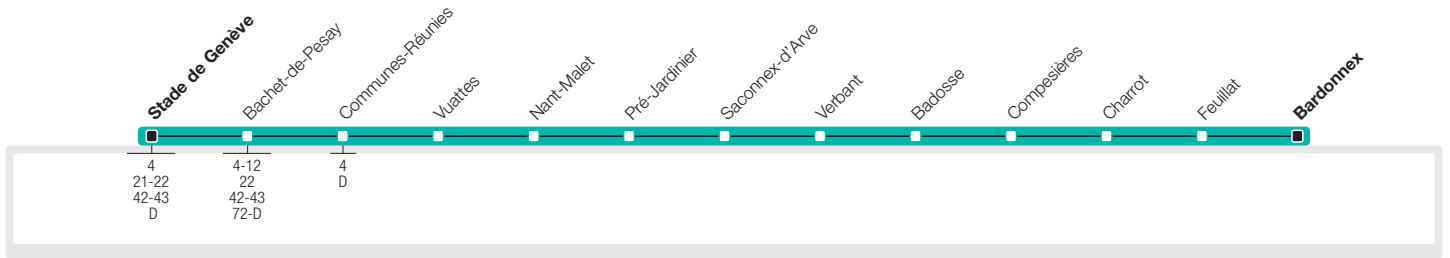 Stade de Genève
Bachet-de-Pesay
Communes-Réunies
Vuattes
Nant-Malet
Pré-Jardinier
Saconnex-d'Arve
Verbant
Badosse
Compesières
Charrot
Feuillat
Bardonnex
4
21-22
42-43
D
4-12
22
42-43
72-D
4
D